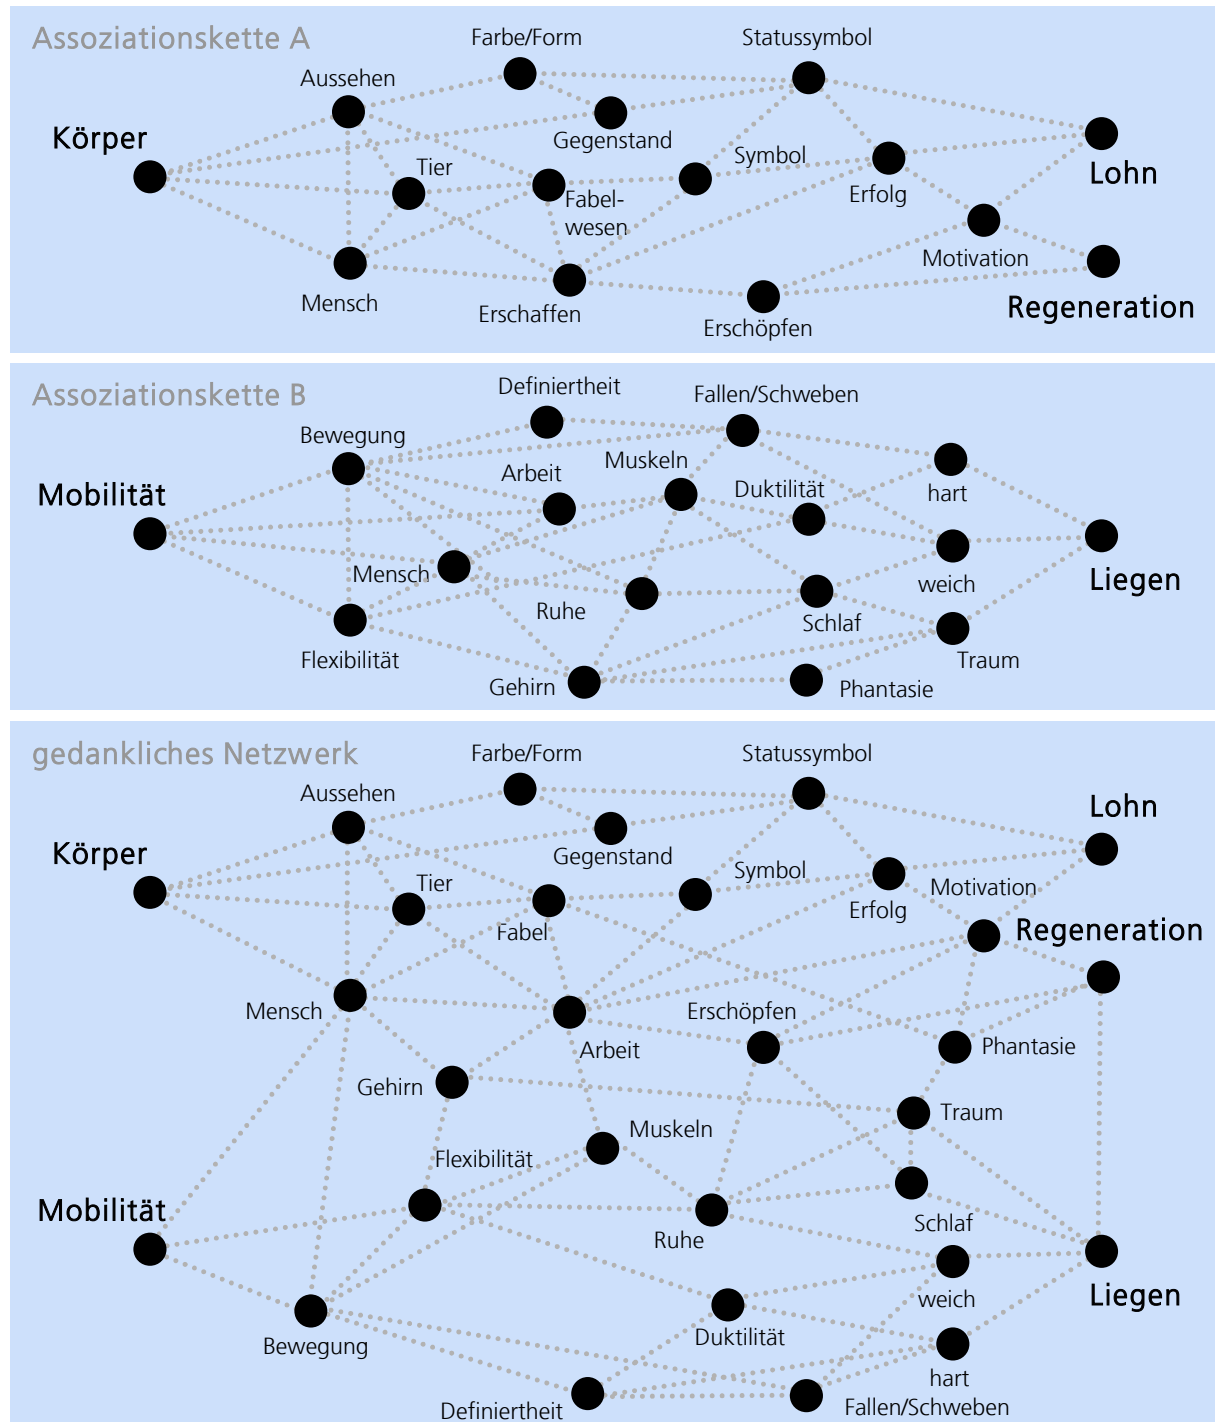 Assoziationskette A
Farbe/Form
Statussymbol
Aussehen
Körper
Gegenstand
Symbol
Tier
Lohn
Fabel-
wesen
Erfolg
Motivation
Mensch
Erschaffen
Erschöpfen
Regeneration
Assoziationskette B
Definiertheit
Fallen/Schweben
Bewegung
Arbeit
Muskeln
Duktilität
hart
Mobilität
Mensch
Ruhe
weich
Liegen
Schlaf
Flexibilität
Traum
Gehirn
Phantasie
gedankliches Netzwerk
Farbe/Form
Statussymbol
Aussehen
Lohn
Körper
Gegenstand
Symbol
Tier
Motivation
Erfolg
Fabel
Regeneration
Mensch
Erschöpfen
Arbeit
Phantasie
Gehirn
Traum
Muskeln
Flexibilität
Mobilität
Schlaf
Ruhe
weich
Liegen
Bewegung
Duktilität
hart
Definiertheit
Fallen/Schweben